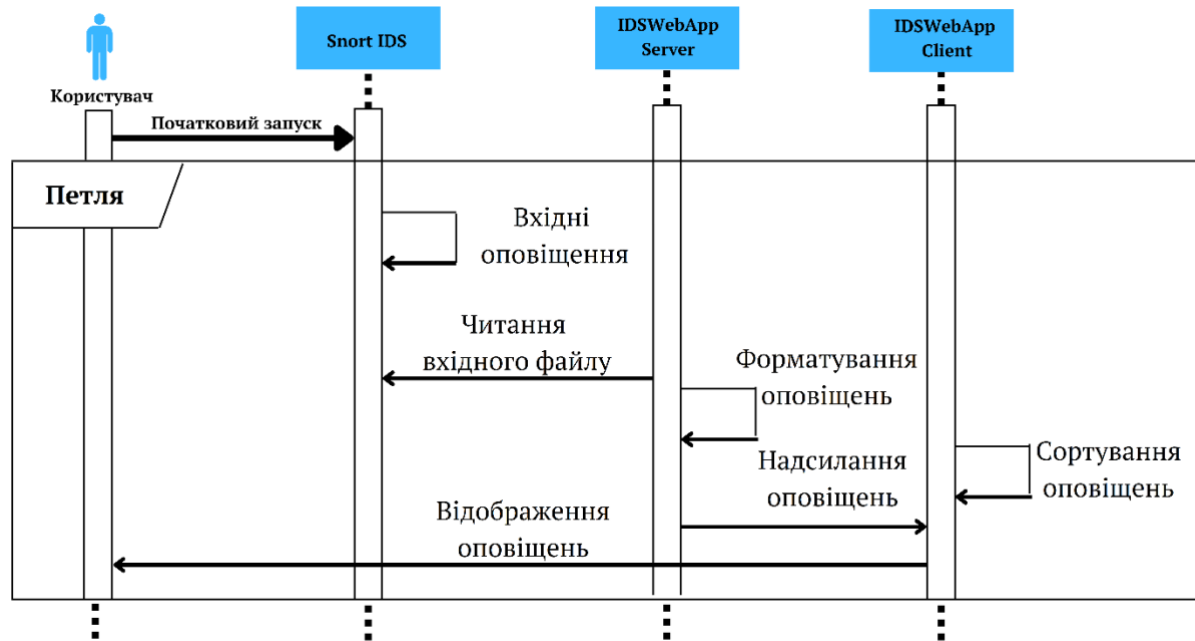 Snort IDS
IDSWebApp
Server
IDSWebApp
Client
Користувач
Початковий запуск
Петля
Вхідні
оповіщення
Читання
вхідного файлу
Форматування
оповіщень
Надсилання
оповіщень
Сортування
оповіщень
Відображення
оповіщень